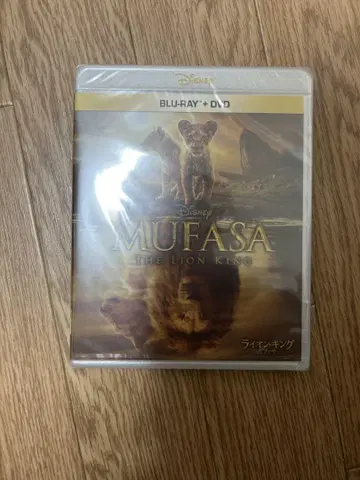 Disney
BLU-RAY + DVD
Disney
MUFASA
THE LION KING
ライオン・キング